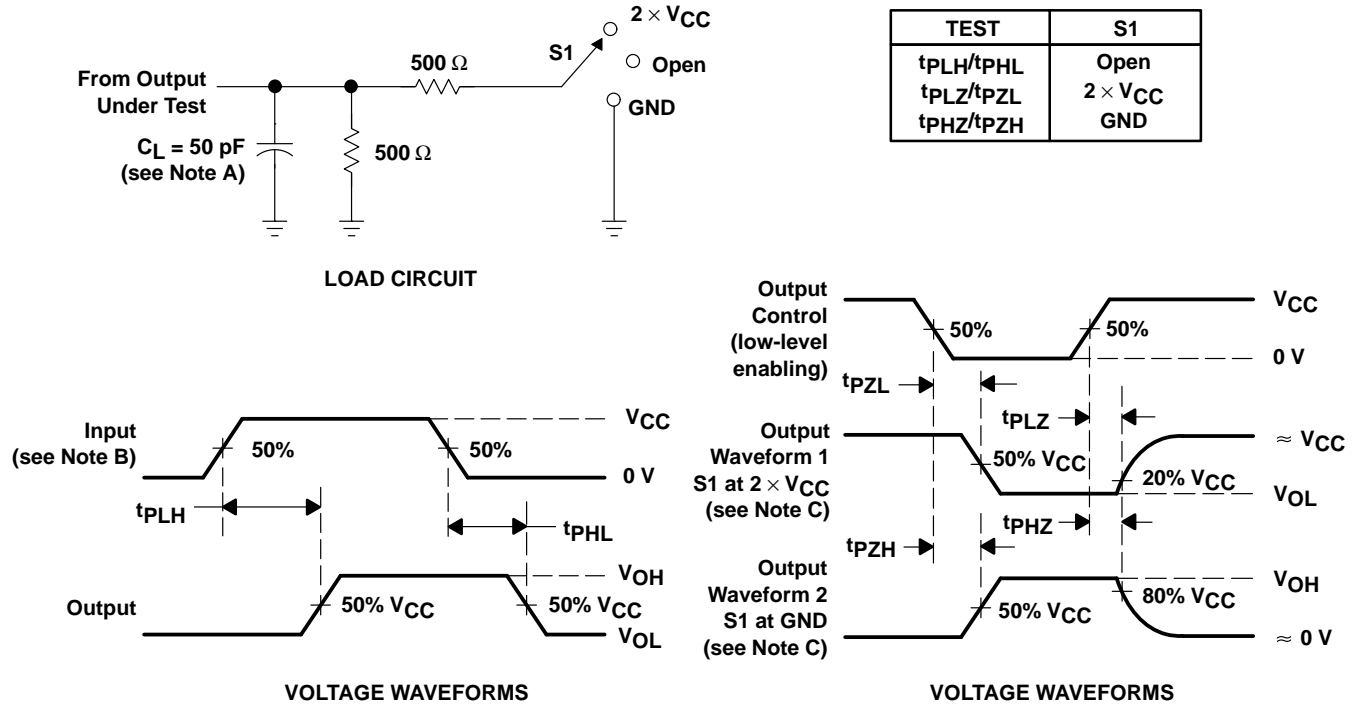 2 × VCC
S1
500 Ω
Open
From Output
Under Test
GND
CL = 50 pF
(see Note A)
500 Ω
LOAD CIRCUIT
TEST S1
tPLH/tPHL Open
tPLZ/tPZL 2 × VCC
tPHZ/tPZH GND
Input
(see Note B)
50%
50%
VCC
0 V
tPLH
tPHL
Output
50% VCC
50% VCC
VOH
VOL
VOLTAGE WAVEFORMS
Output
Control
(low-level
enabling)
50%
50%
VCC
0 V
tPZL
tPLZ
Output
Waveform 1
S1 at 2 × VCC
(see Note C)
50% VCC
20% VCC
≈ VCC
VOL
tPHZ
tPZH
Output
Waveform 2
S1 at GND
(see Note C)
50% VCC
80% VCC
VOH
≈ 0 V
VOLTAGE WAVEFORMS